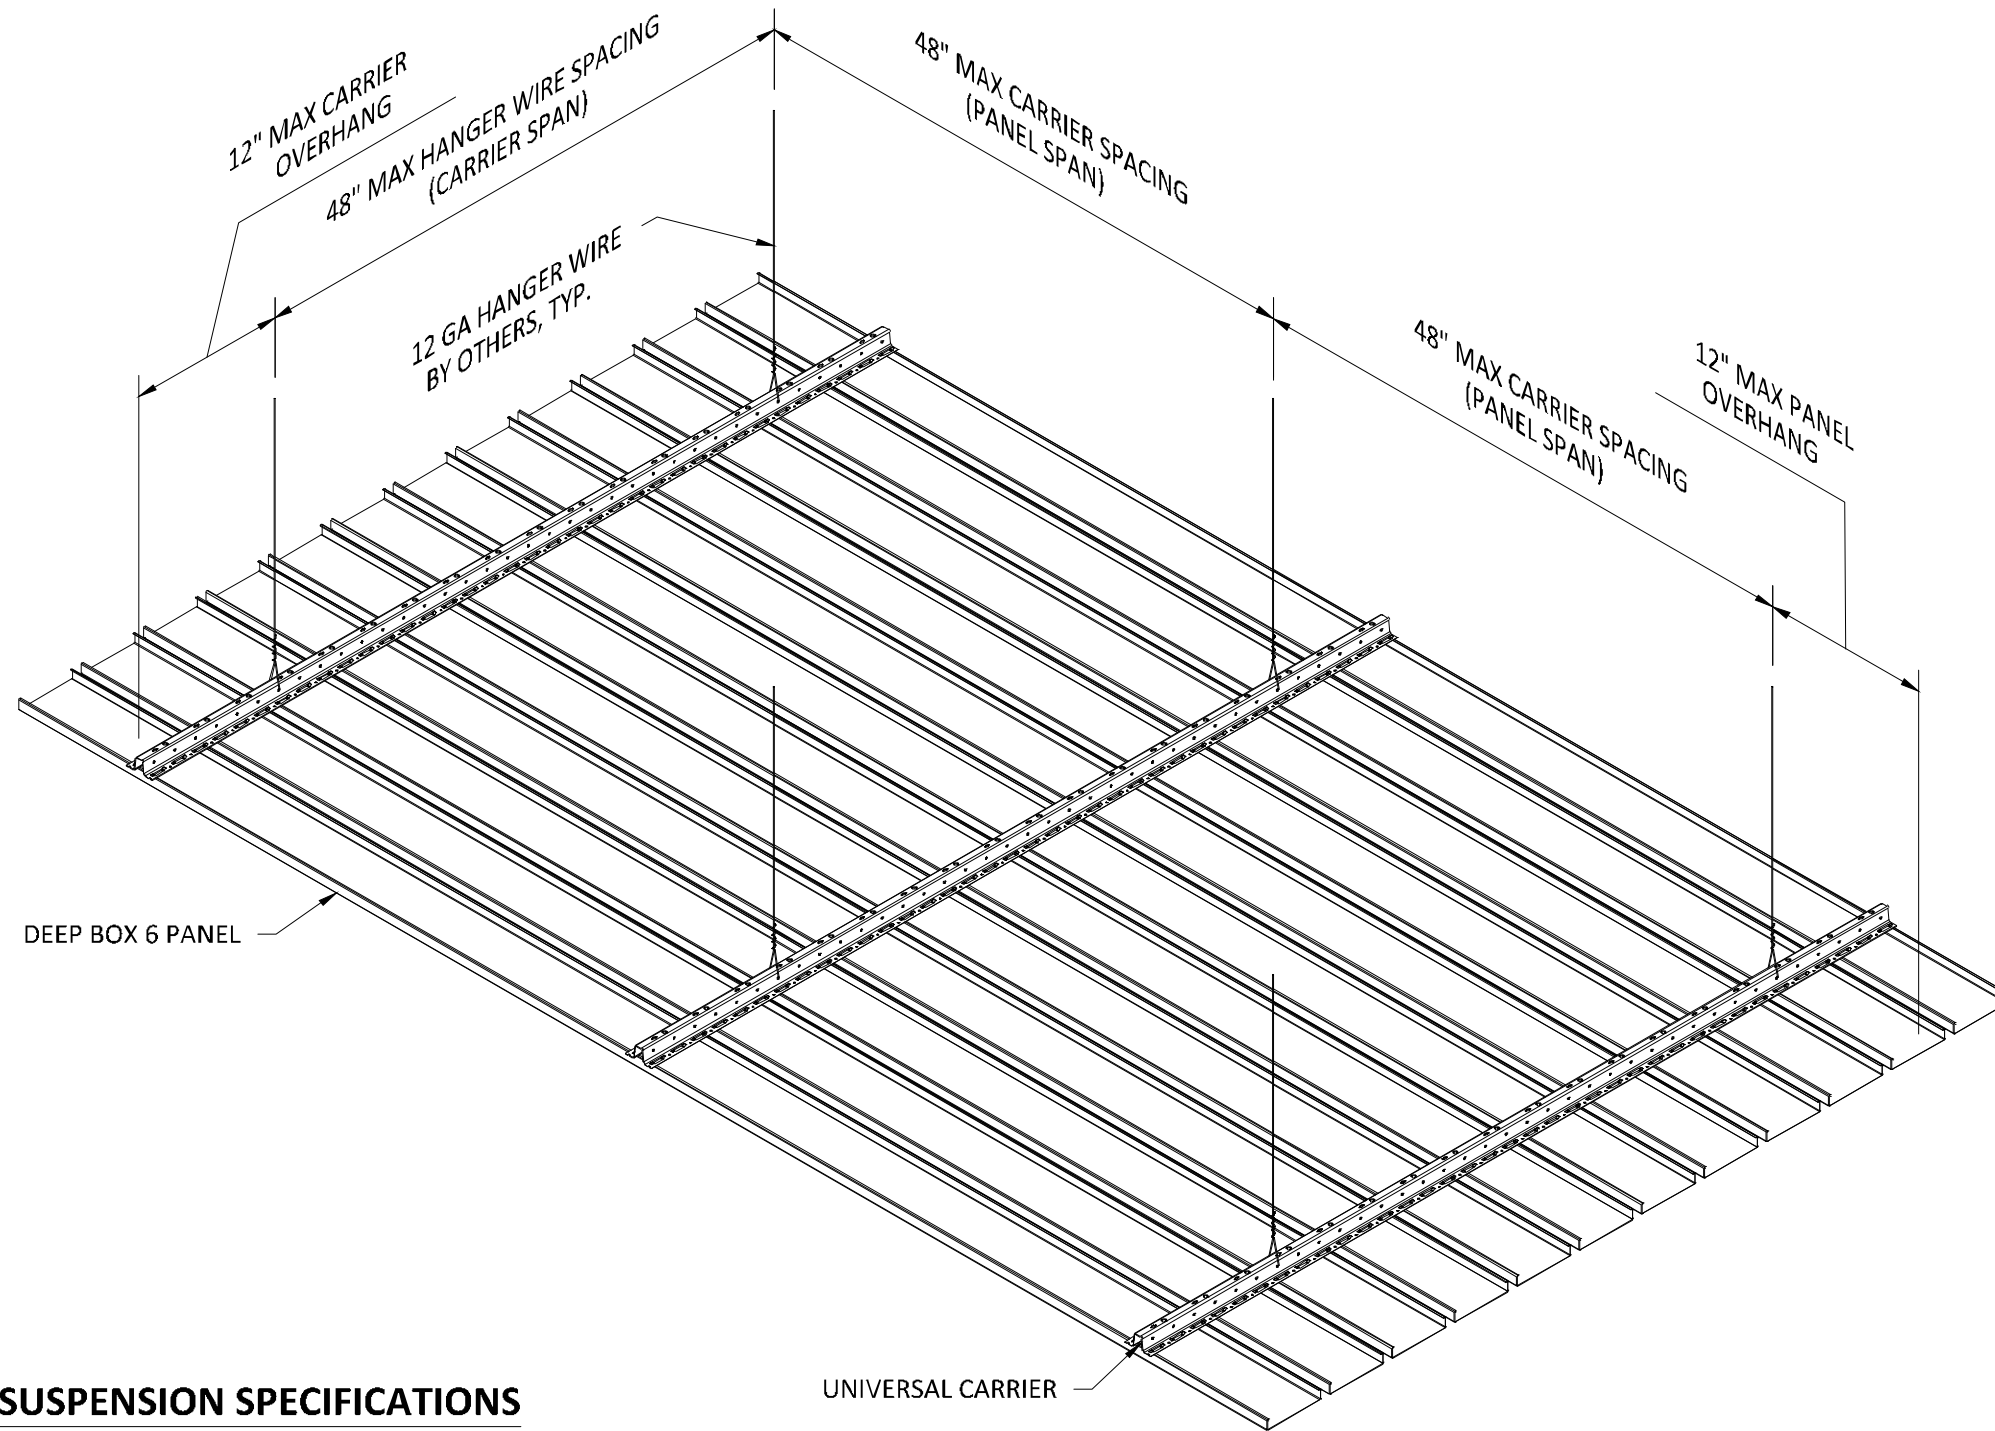 12" MAX CARRIER
OVERHANG
48" MAX HANGER WIRE SPACING
(CARRIER SPAN)
48" MAX CARRIER SPACING
(PANEL SPAN)
12 GA HANGER WIRE
BY OTHERS, TYP.
48" MAX CARRIER SPACING
(PANEL SPAN)
12" MAX PANEL
OVERHANG
DEEP BOX 6 PANEL
UNIVERSAL CARRIER
SUSPENSION SPECIFICATIONS